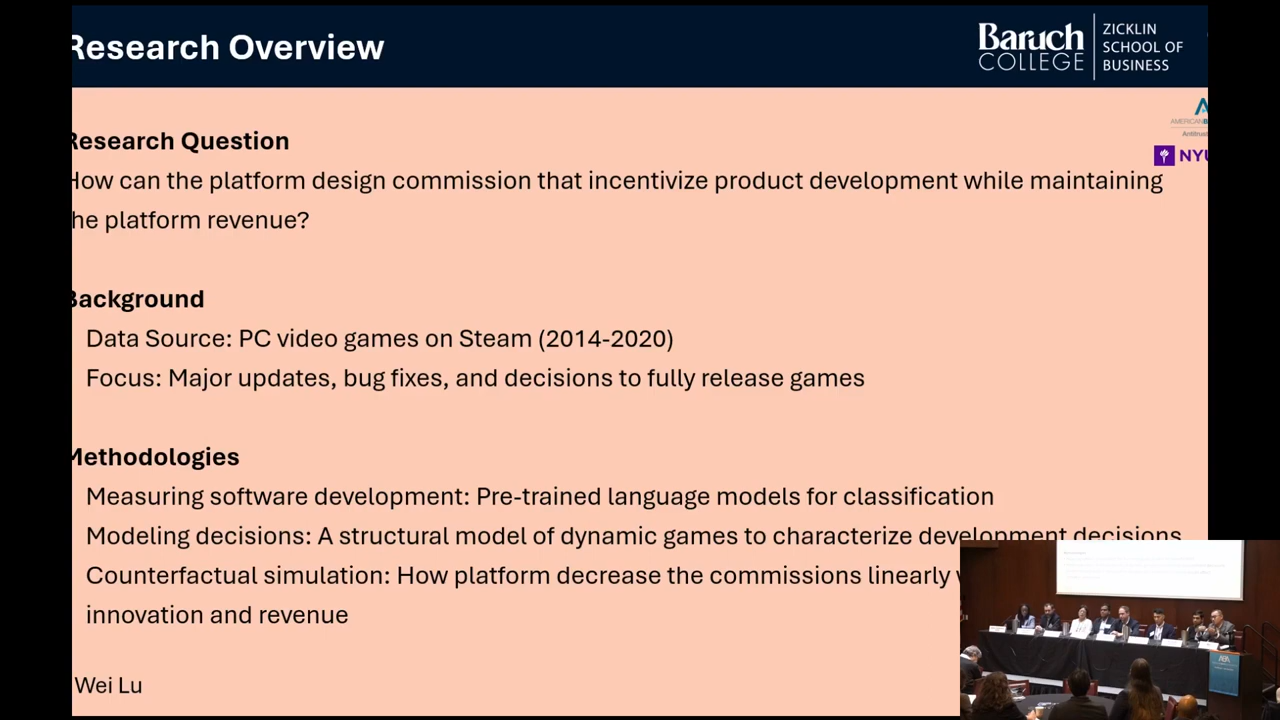 Research Overview
Baruch
COLLEGE
ZICKLIN
SCHOOL OF
BUSINESS
Research Question
How can the platform design commission that incentivize product development while maintaining
he platform revenue?
AMERICAN
Antitrus
NYU
Background
Data Source: PC video games on Steam (2014-2020)
Focus: Major updates, bug fixes, and decisions to fully release games
Methodologies
Measuring software development: Pre-trained language models for classification
Modeling decisions: A structural model of dynamic games to characterize development decisions
Counterfactual simulation: How platform decrease the commissions linearly
innovation and revenue
Wei Lu
ABA